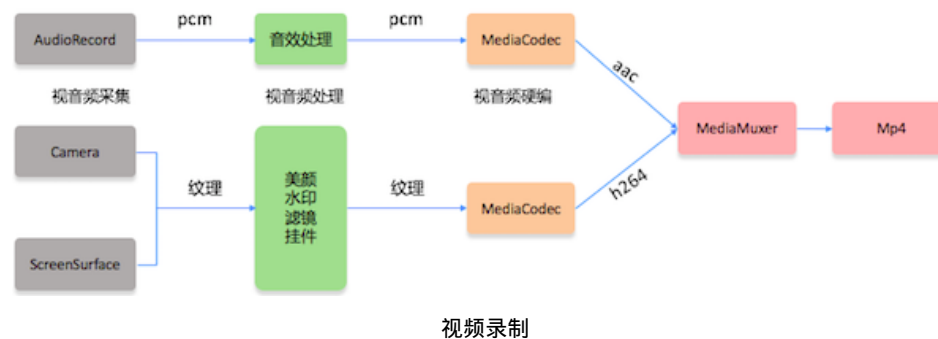 pcm
pcm
AudioRecord
音效处理
MediaCodec
aac
视音频采集
视音频处理
视音频硬编
MediaMuxer
Mp4
Camera
纹理
美颜
水印
滤镜
挂件
纹理
MediaCodec
h264
ScreenSurface
视频录制